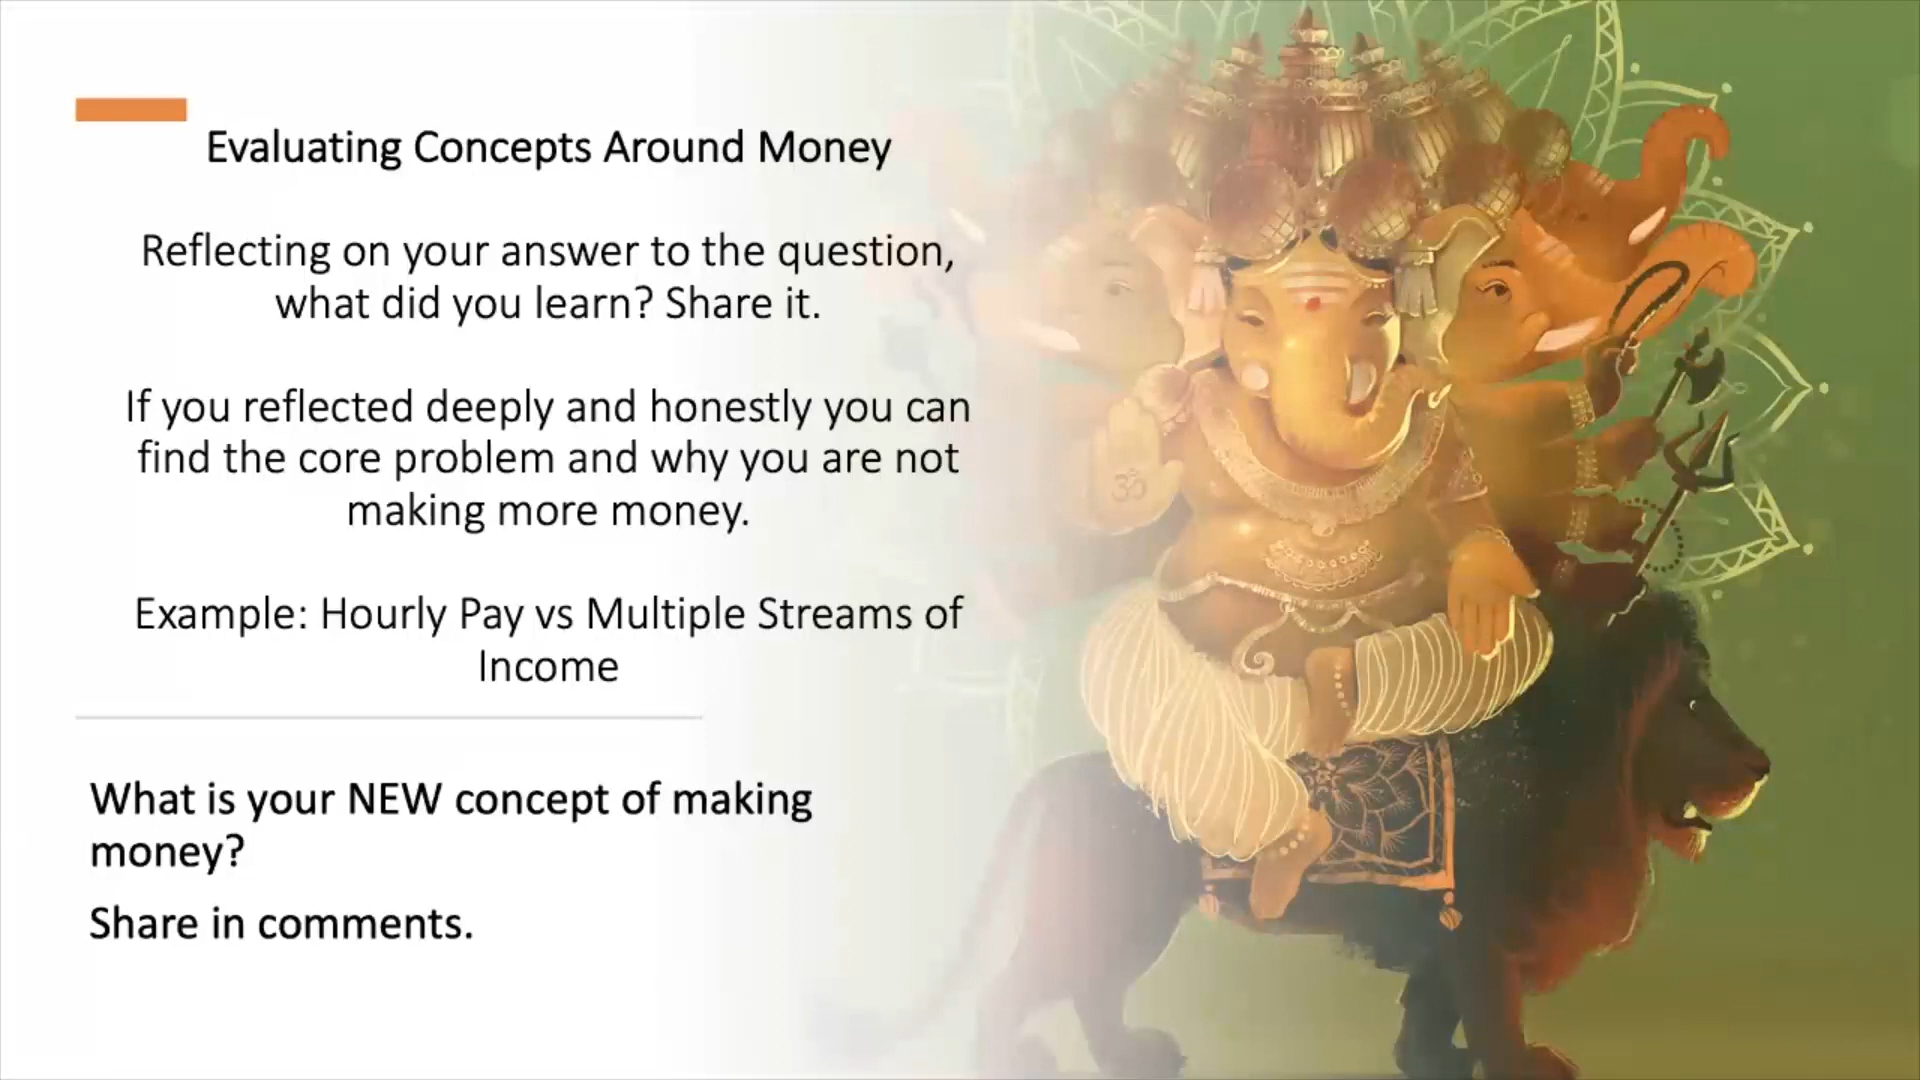 Evaluating Concepts Around Money
Reflecting on your answer to the question,
what did you learn? Share it.
If you reflected deeply and honestly you can
find the core problem and why you are not
making more money.
Example: Hourly Pay vs Multiple Streams of
Income
What is your NEW concept of making
money?
Share in comments.
ॐ